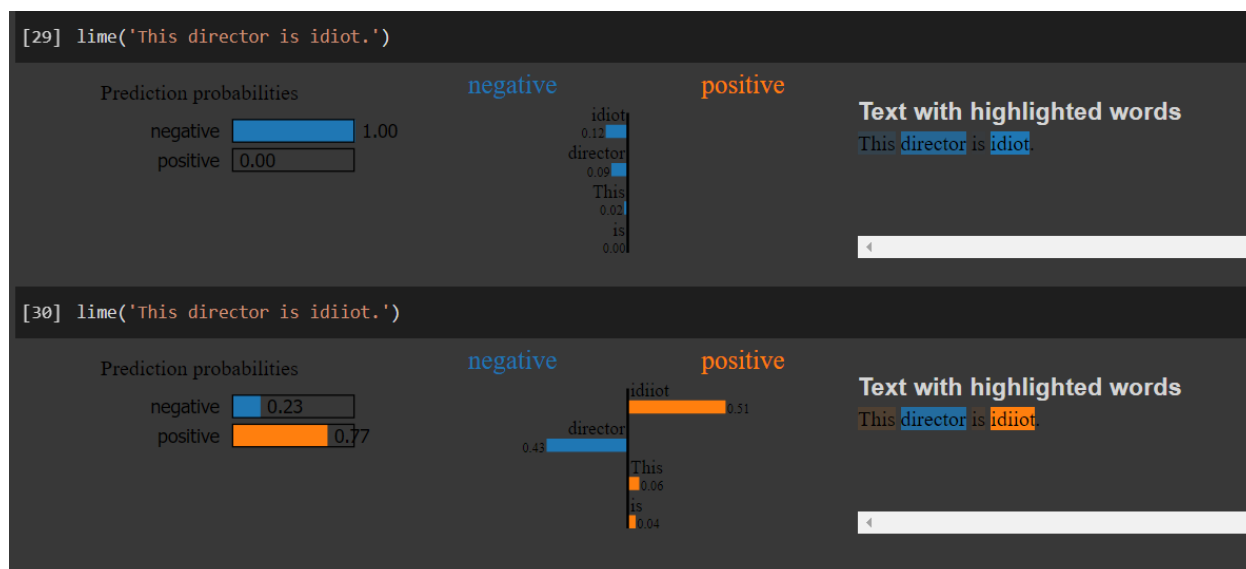 [29] lime('This director is idiot.')
Prediction probabilities
negative 1.00
positive 0.00
negative positive
idiot
0.12
director
0.09
This
0.02
is
0.00
Text with highlighted words
This director is idiot.
[30] lime('This director is idiiot.')
Prediction probabilities
negative 0.23
positive 0.77
negative positive
idiiot
0.51
director
0.43
This
0.06
is
0.04
Text with highlighted words
This director is idiiot.